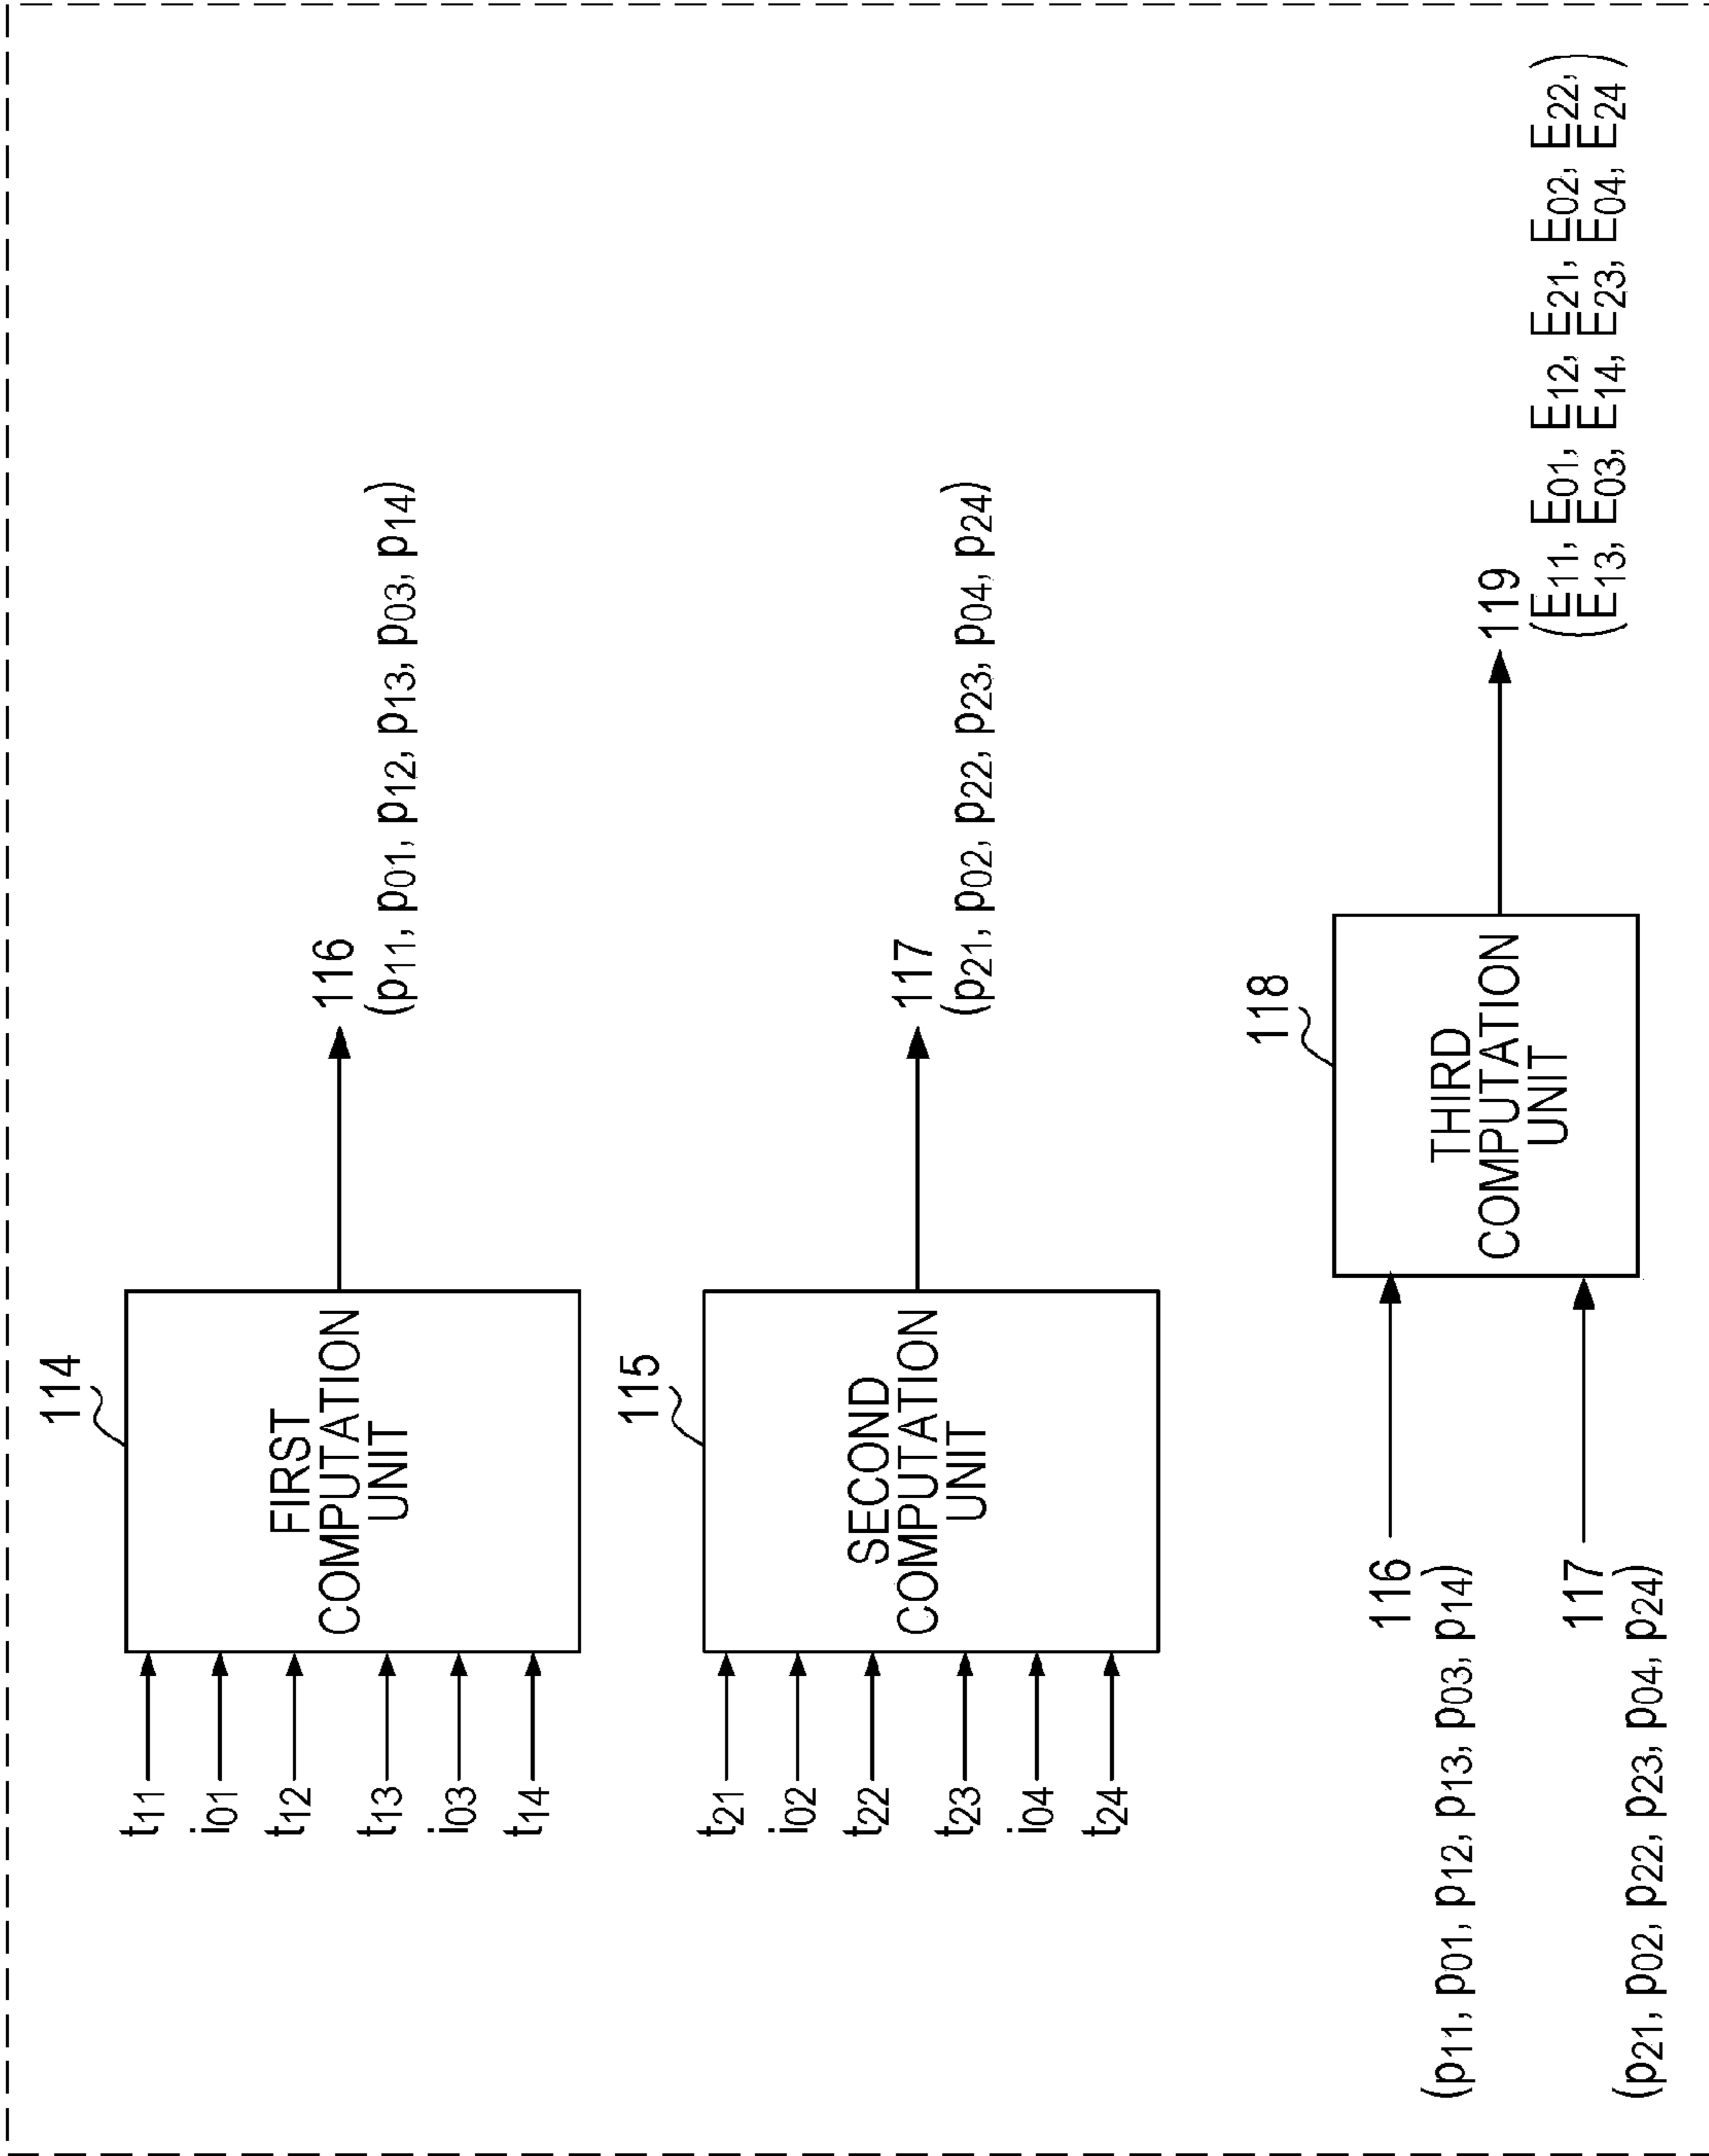 114
t11
i01
t12
t13
i03
t14
FIRST
COMPUTATION
UNIT
116
(p11, p01, p12, p13, p03, p14)
115
t21
i02
t22
t23
i04
t24
SECOND
COMPUTATION
UNIT
117
(p21, p02, p22, p23, p04, p24)
118
116
(p11, p01, p12, p13, p03, p14)
117
(p21, p02, p22, p23, p04, p24)
THIRD
COMPUTATION
UNIT
119
(E11, E01, E12, E21, E02, E22,
E13, E03, E14, E23, E04, E24)